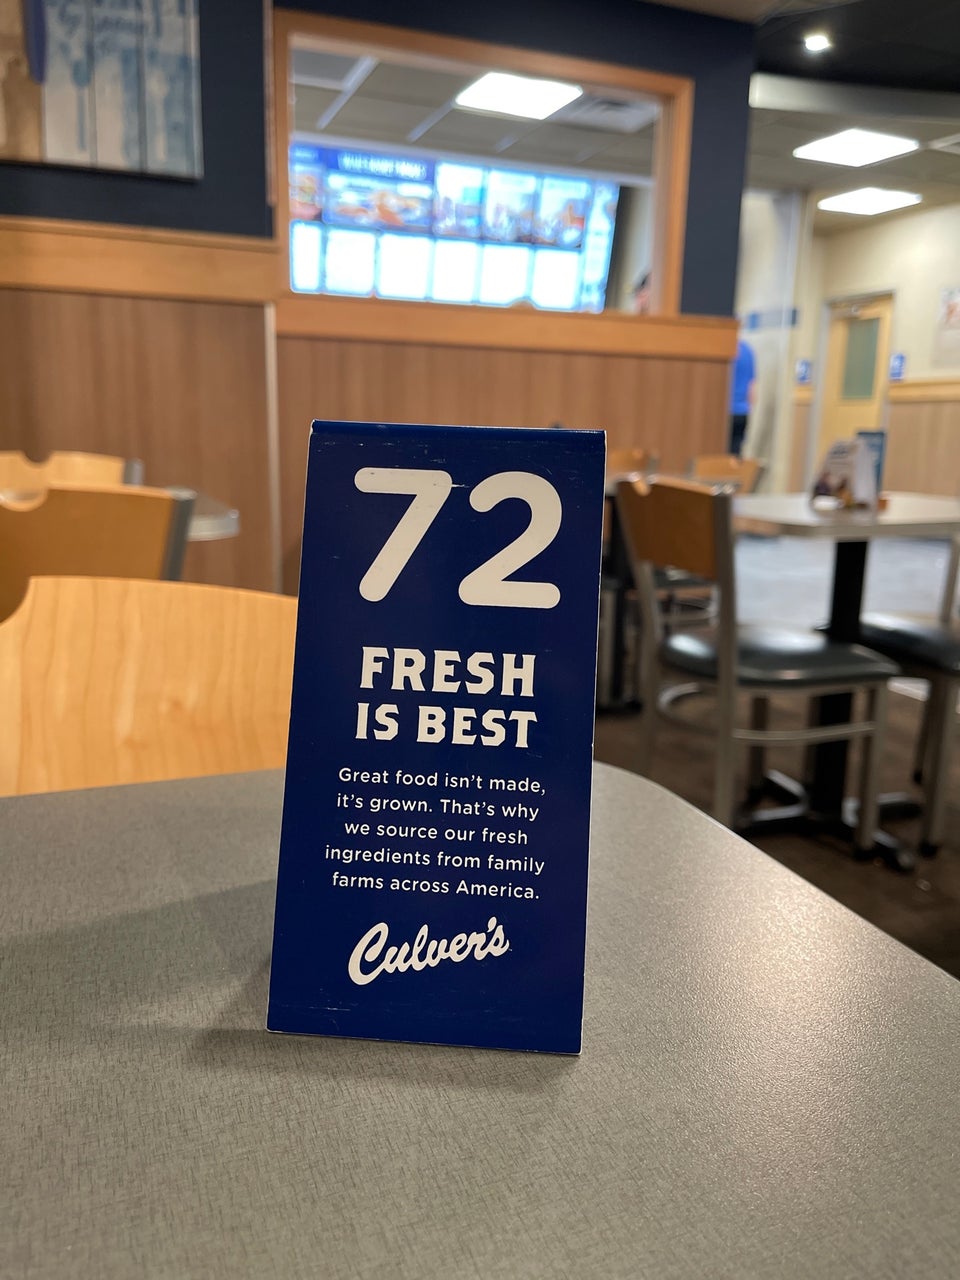 72
FRESH
IS BEST
Great food isn't made,
it's grown. That's why
we source our fresh
ingredients from family
farms across America.
Culver's